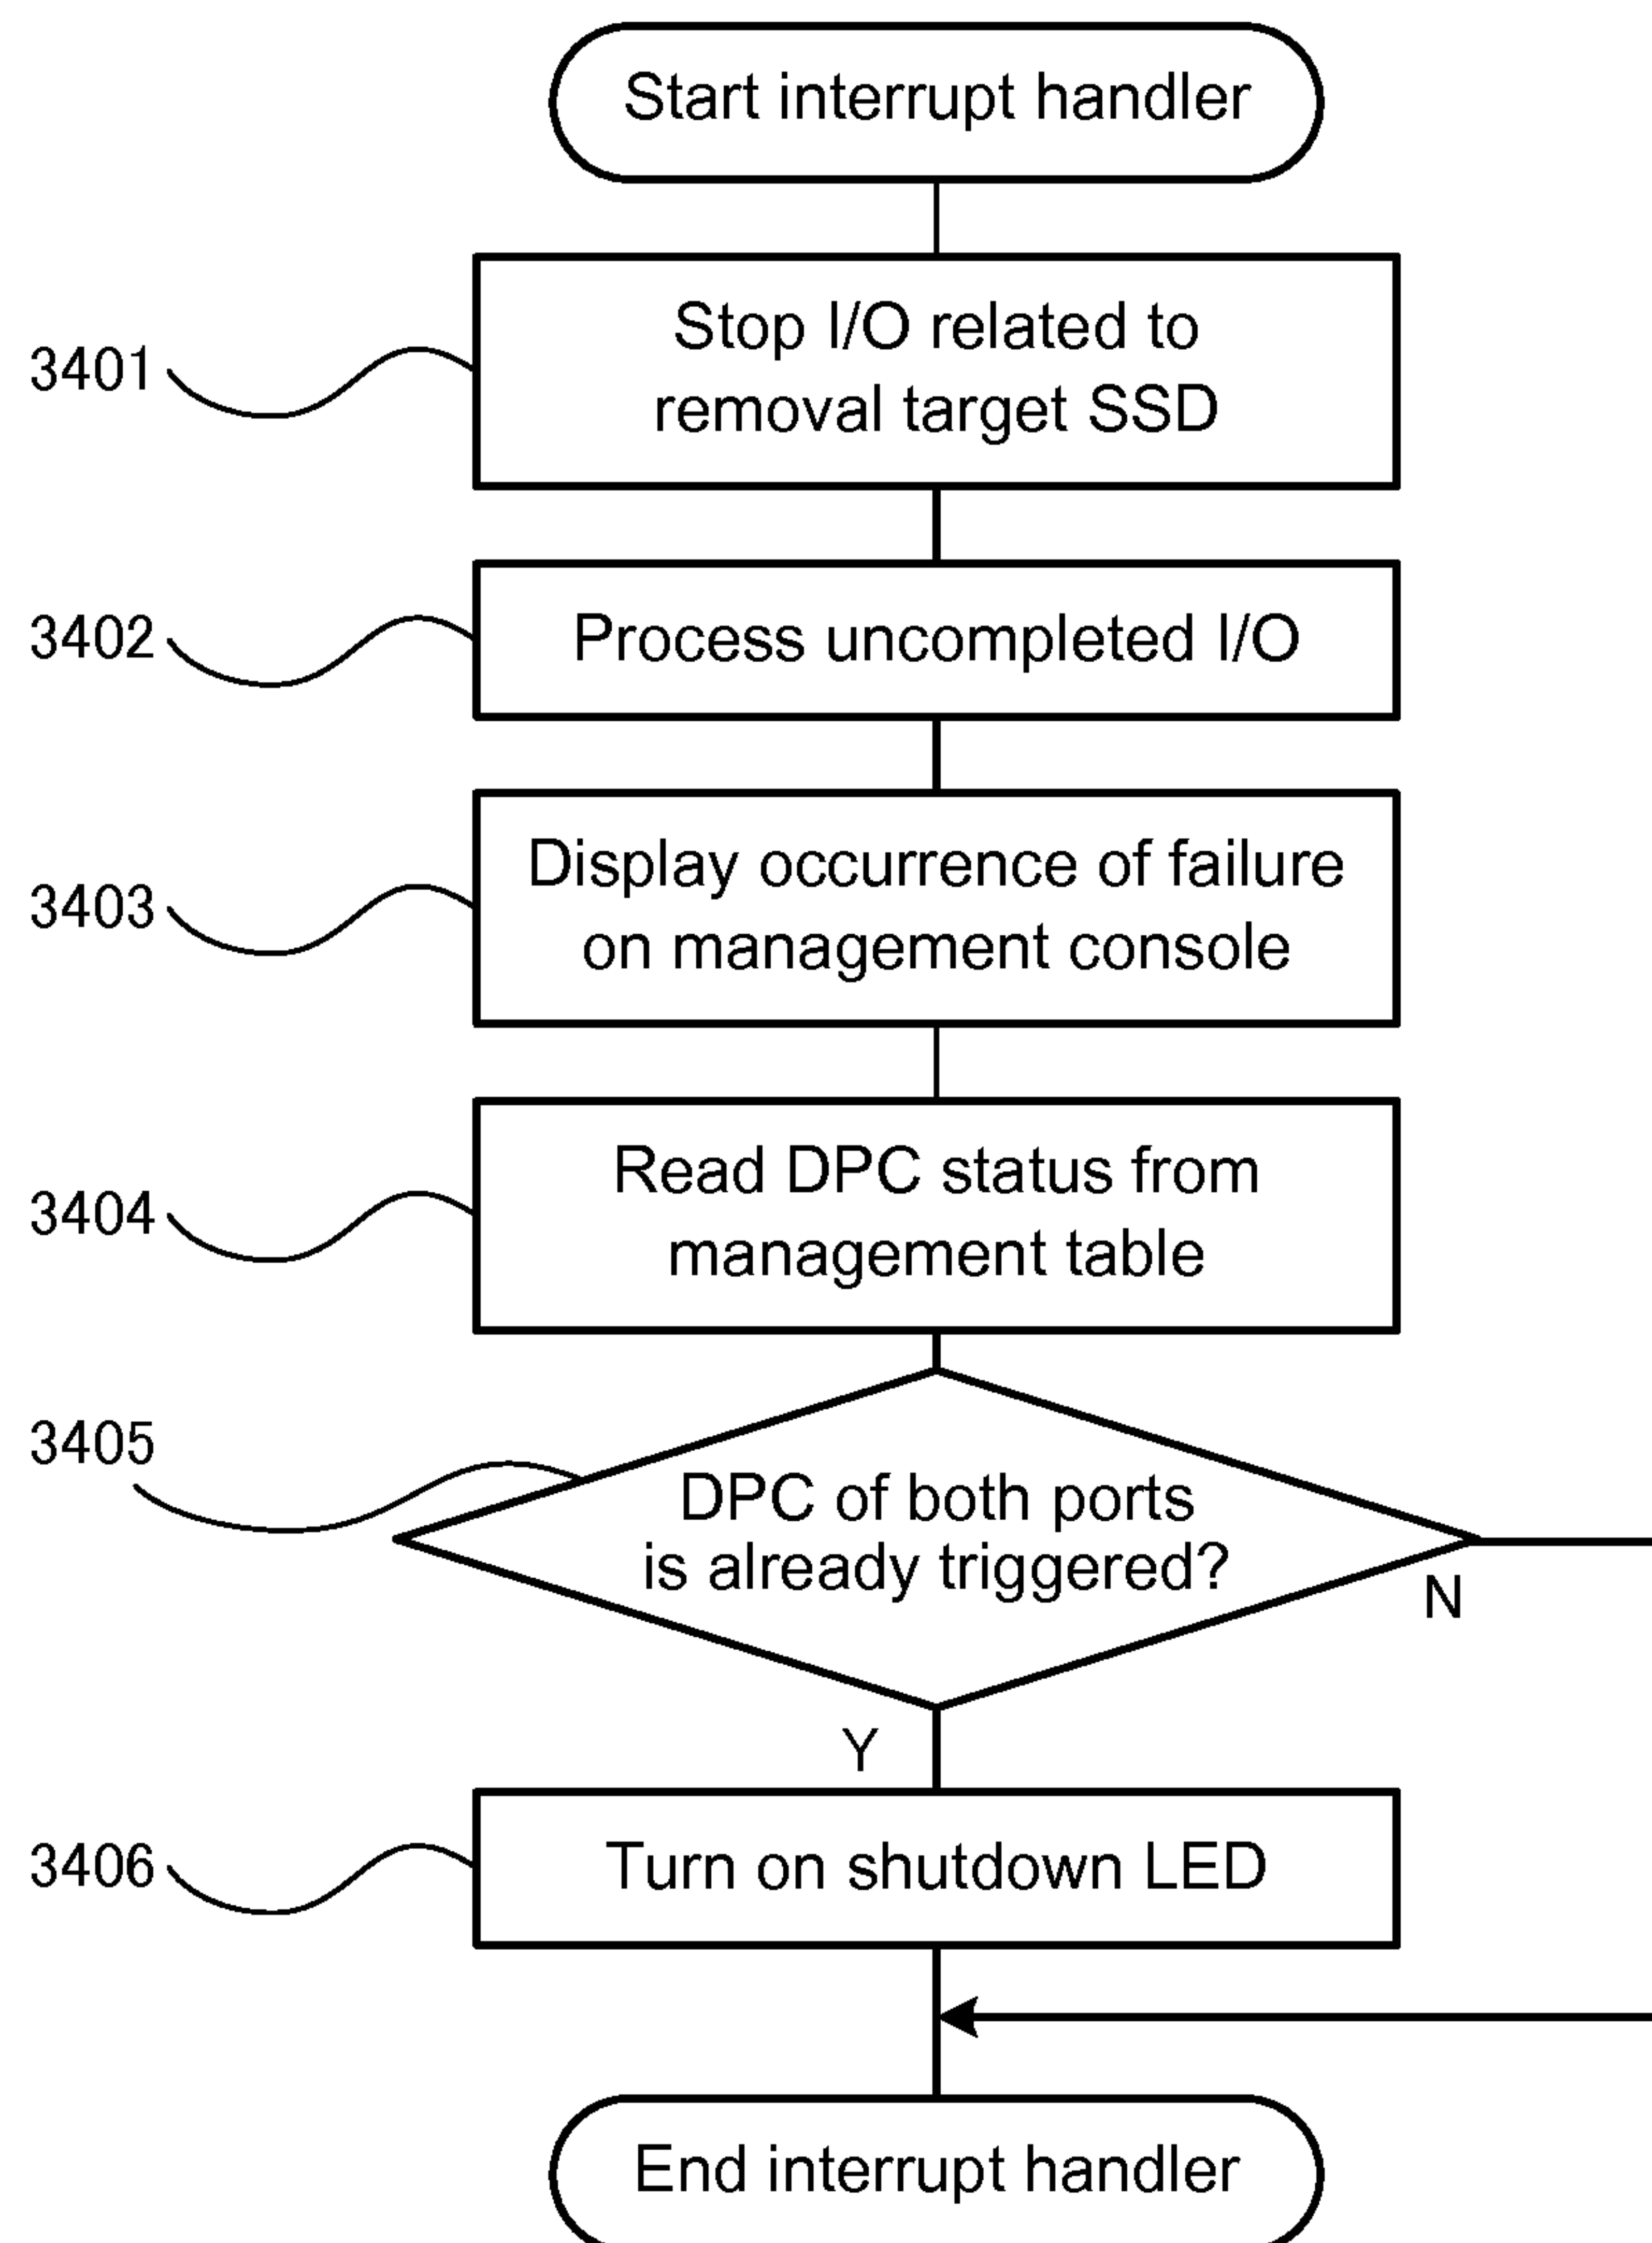 Start interrupt handler
3401
Stop I/O related to
removal target SSD
3402
Process uncompleted I/O
3403
Display occurrence of failure
on management console
3404
Read DPC status from
management table
3405
DPC of both ports
is already triggered?
N
Y
3406
Turn on shutdown LED
End interrupt handler